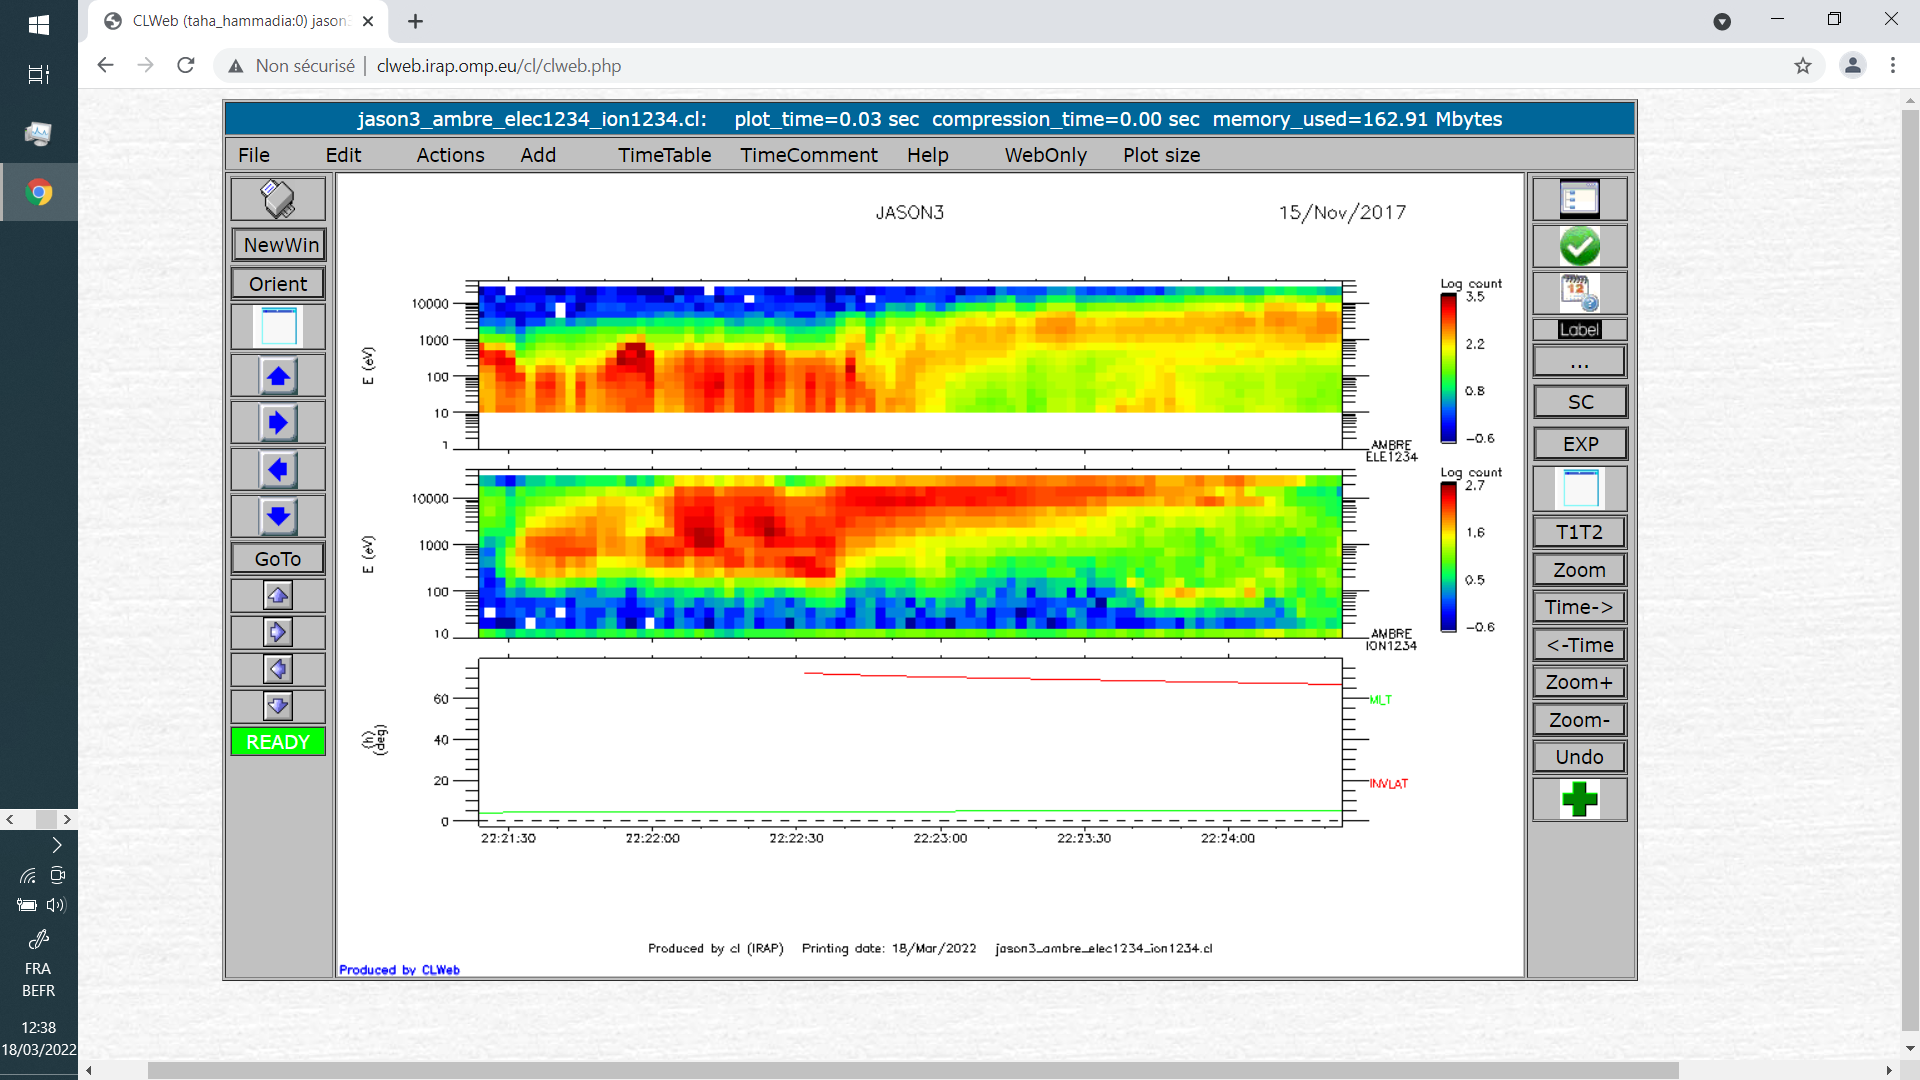 CLWeb (taha_hammadia:0) jason3
Non sécurisé | clweb.irap.omp.eu/cl/clweb.php
jason3_ambre_elec1234_ion1234.cl: plot_time=0.03 sec compression_time=0.00 sec memory_used=162.91 Mbytes
File Edit Actions Add TimeTable TimeComment Help WebOnly Plot size
NewWin
Orient
GoTo
READY
JASON3 15/Nov/2017
E (eV)
10000
1000
100
10
1
AMBRE
ELE1234
Log count
3.5
2.2
0.8
-0.6
E (eV)
10000
1000
100
10
AMBRE
ION1234
Log count
2.7
1.6
0.5
-0.6
(h)
(deg)
60
40
20
0
MLT
INVLAT
22:21:30 22:22:00 22:22:30 22:23:00 22:23:30 22:24:00
Produced by cl (IRAP) Printing date: 18/Mar/2022 jason3_ambre_elec1234_ion1234.cl
Produced by CLWeb
12
Label
...
SC
EXP
T1T2
Zoom
Time->
<-Time
Zoom+
Zoom-
Undo
FRA
BEFR
12:38
18/03/2022